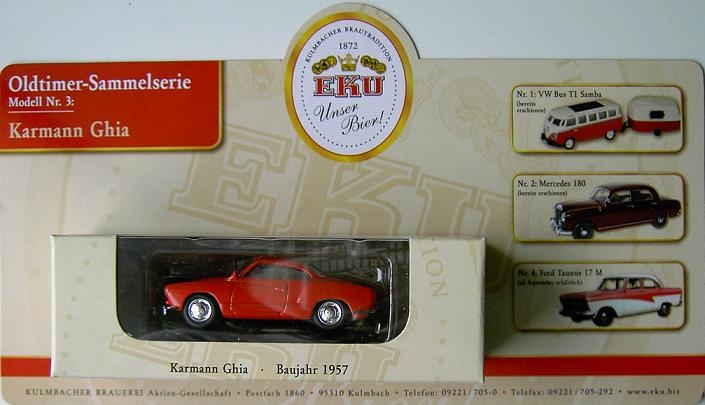 KULMBACHER BRAUTRADITION
1872
EKU
Unser
Bier!
Oldtimer-Sammelserie
Modell Nr. 3:
Karmann Ghia
Nr. 1: VW Bus T1 Samba
(bereits
erschienen)
Nr. 2: Mercedes 180
(bereits erschienen)
Nr. 4: Ford Taunus 17 M
(ab September erhältlich)
EKU
Karmann Ghia · Baujahr 1957
KULMBACHER BRAUEREI Aktien-Gesellschaft • Postfach 1860 • 95310 Kulmbach • Telefon: 09221/705-0 • Telefax: 09221/705-292 • www.eku.biz